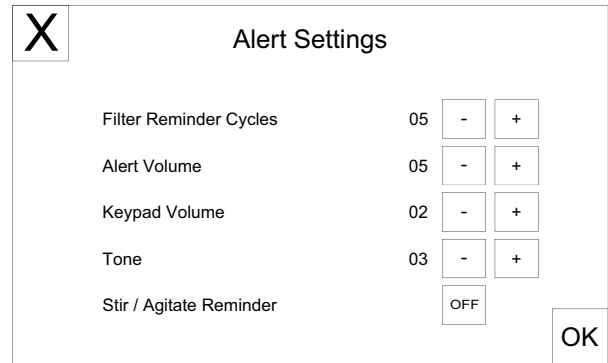 X Alert Settings
Filter Reminder Cycles 05 - +
Alert Volume 05 - +
Keypad Volume 02 - +
Tone 03 - +
Stir / Agitate Reminder OFF
OK